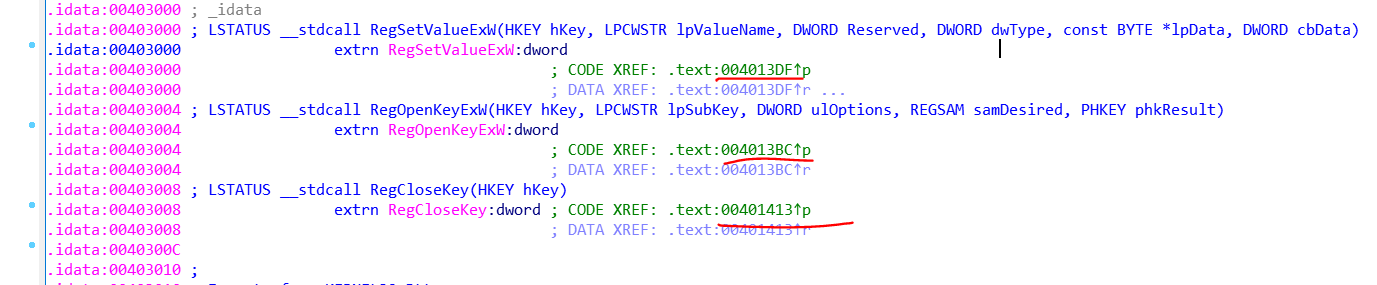 .idata:00403000 ; _idata
.idata:00403000 ; LSTATUS __stdcall RegSetValueExW(HKEY hKey, LPCWSTR lpValueName, DWORD Reserved, DWORD dwType, const BYTE *lpData, DWORD cbData)
.idata:00403000 extrn RegSetValueExW:dword
.idata:00403000 ; CODE XREF: .text:004013DF↑p
.idata:00403000 ; DATA XREF: .text:004013DF↑r ...
.idata:00403004 ; LSTATUS __stdcall RegOpenKeyExW(HKEY hKey, LPCWSTR lpSubKey, DWORD ulOptions, REGSAM samDesired, PHKEY phkResult)
.idata:00403004 extrn RegOpenKeyExW:dword
.idata:00403004 ; CODE XREF: .text:004013BC↑p
.idata:00403004 ; DATA XREF: .text:004013BC↑r
.idata:00403008 ; LSTATUS __stdcall RegCloseKey(HKEY hKey)
.idata:00403008 extrn RegCloseKey:dword ; CODE XREF: .text:00401413↑p
.idata:00403008 ; DATA XREF: .text:00401413↑r
.idata:0040300C
.idata:00403010 ;